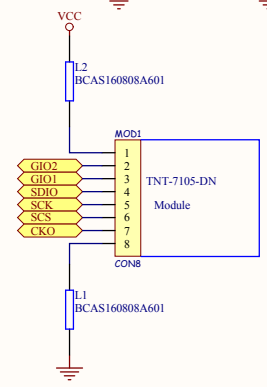 VCC
L2
BCAS160808A601
MOD1
1
GIO2 2
GIO1 3 TNT-7105-DN
SDIO 4
SCK 5 Module
SCS 6
CKO 7
8
CON8
L1
BCAS160808A601